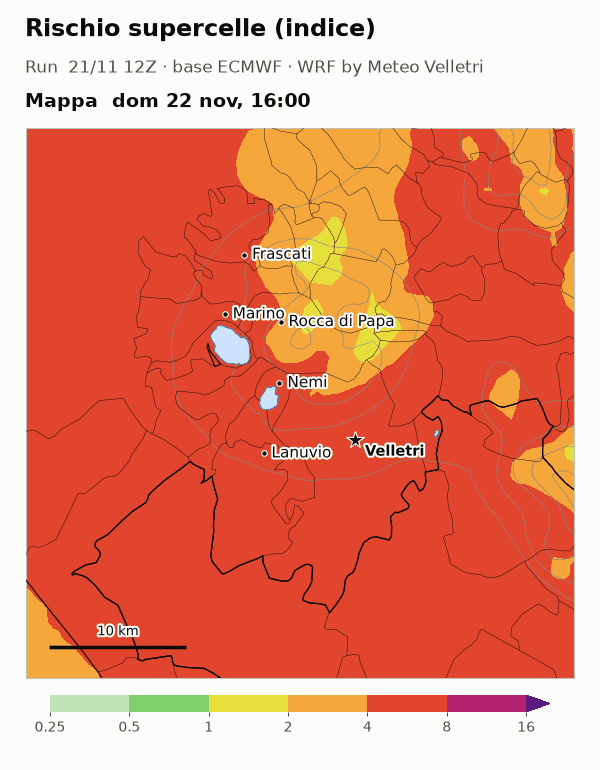 Rischio supercelle (indice)
Run  21/11 12Z · base ECMWF · WRF by Meteo Velletri
Mappa  dom 22 nov, 16:00
Frascati
Marino
Rocca di Papa
Nemi
Velletri
Lanuvio
10 km
0.25 0.5 1 2 4 8 16